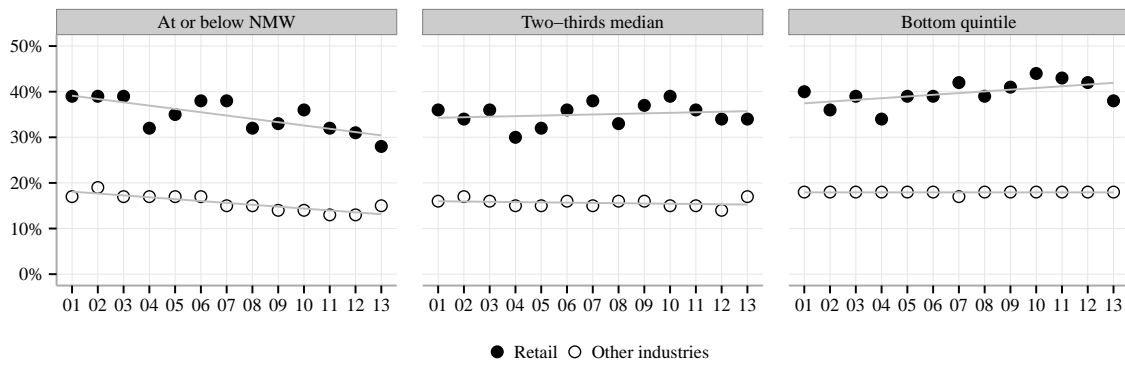 At or below NMW Two−thirds median Bottom quintile
50%
40%
30%
20%
10%
0%
01 02 03 04 05 06 07 08 09 10 11 12 13 01 02 03 04 05 06 07 08 09 10 11 12 13 01 02 03 04 05 06 07 08 09 10 11 12 13
Retail Other industries